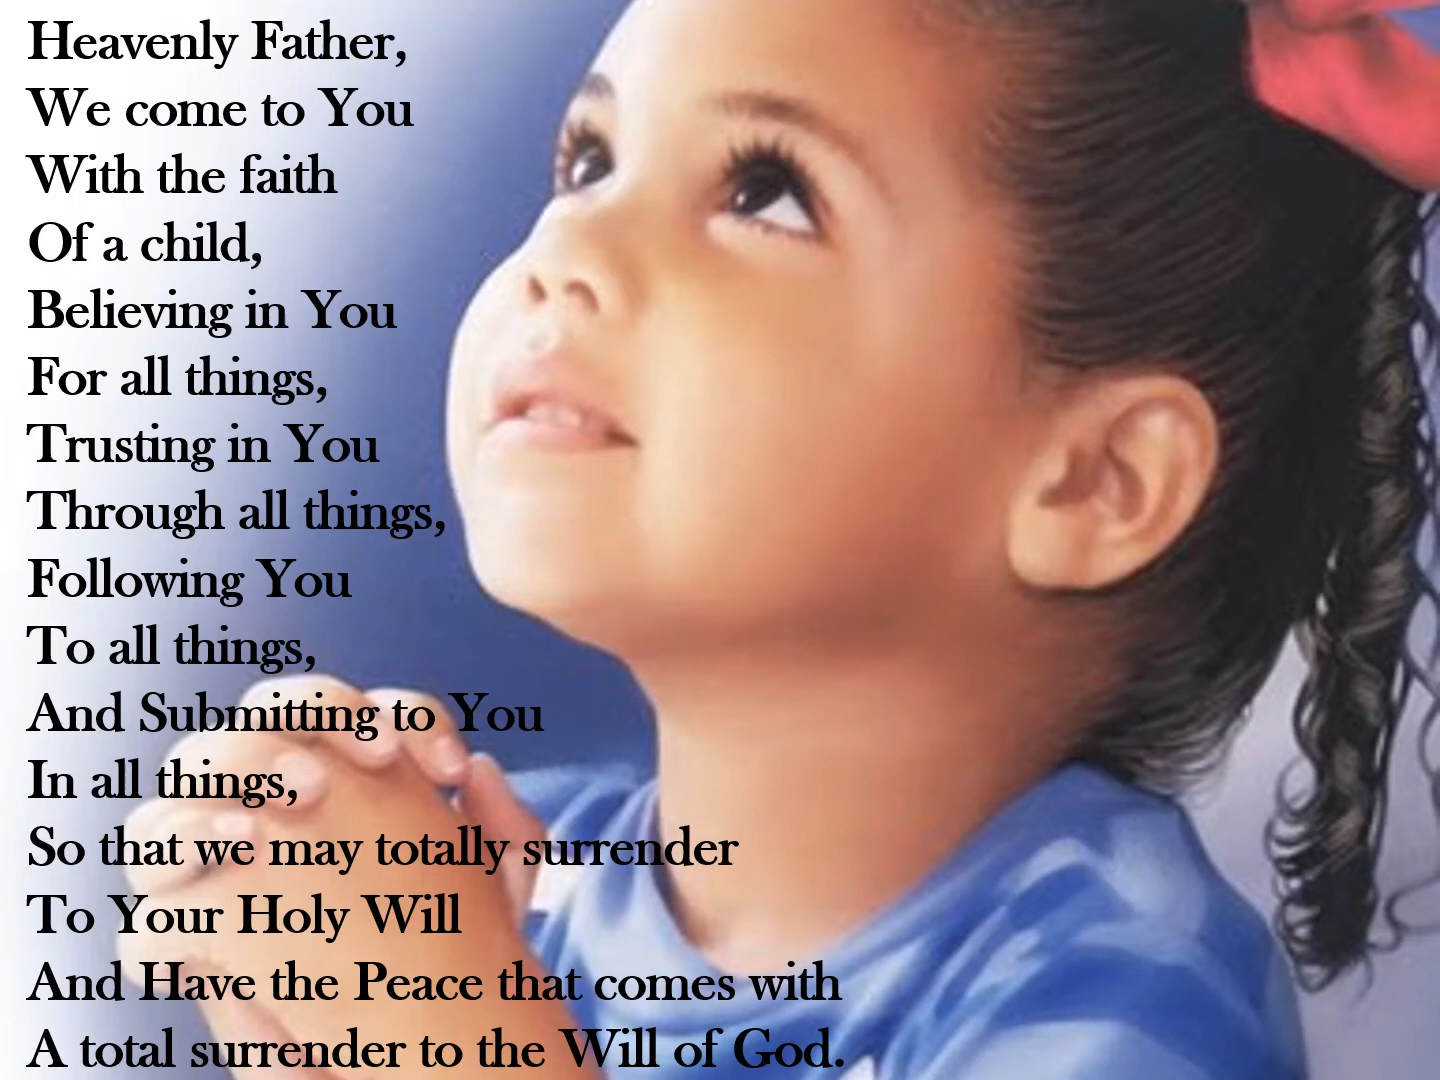 Heavenly Father,
We come to You
With the faith
Of a child,
Believing in You
For all things,
Trusting in You
Through all things,
Following You
To all things,
And Submitting to You
In all things,
So that we may totally surrender
To Your Holy Will
And Have the Peace that comes with
A total surrender to the Will of God.